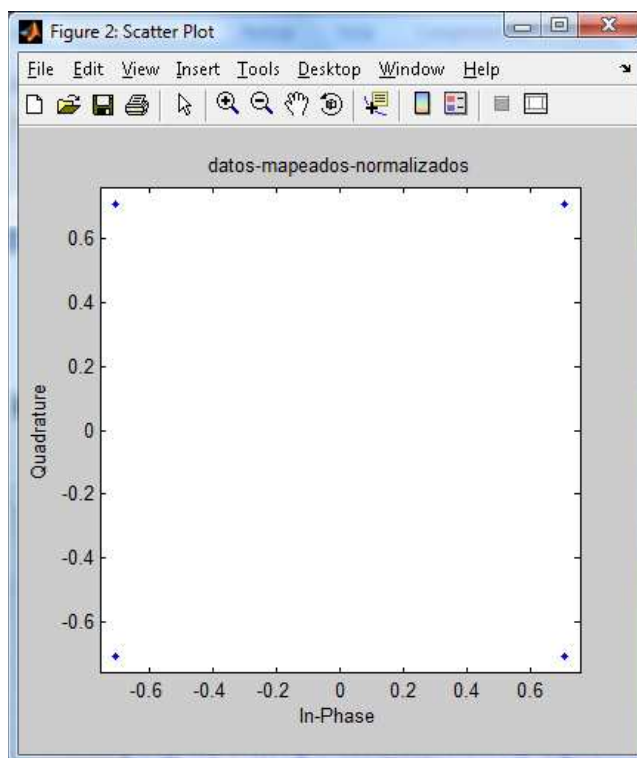 Figure 2: Scatter Plot
File Edit View Insert Tools Desktop Window Help
datos-mapeados-normalizados
0.6
0.4
0.2
0
-0.2
-0.4
-0.6
Quadrature
-0.6 -0.4 -0.2 0 0.2 0.4 0.6
In-Phase